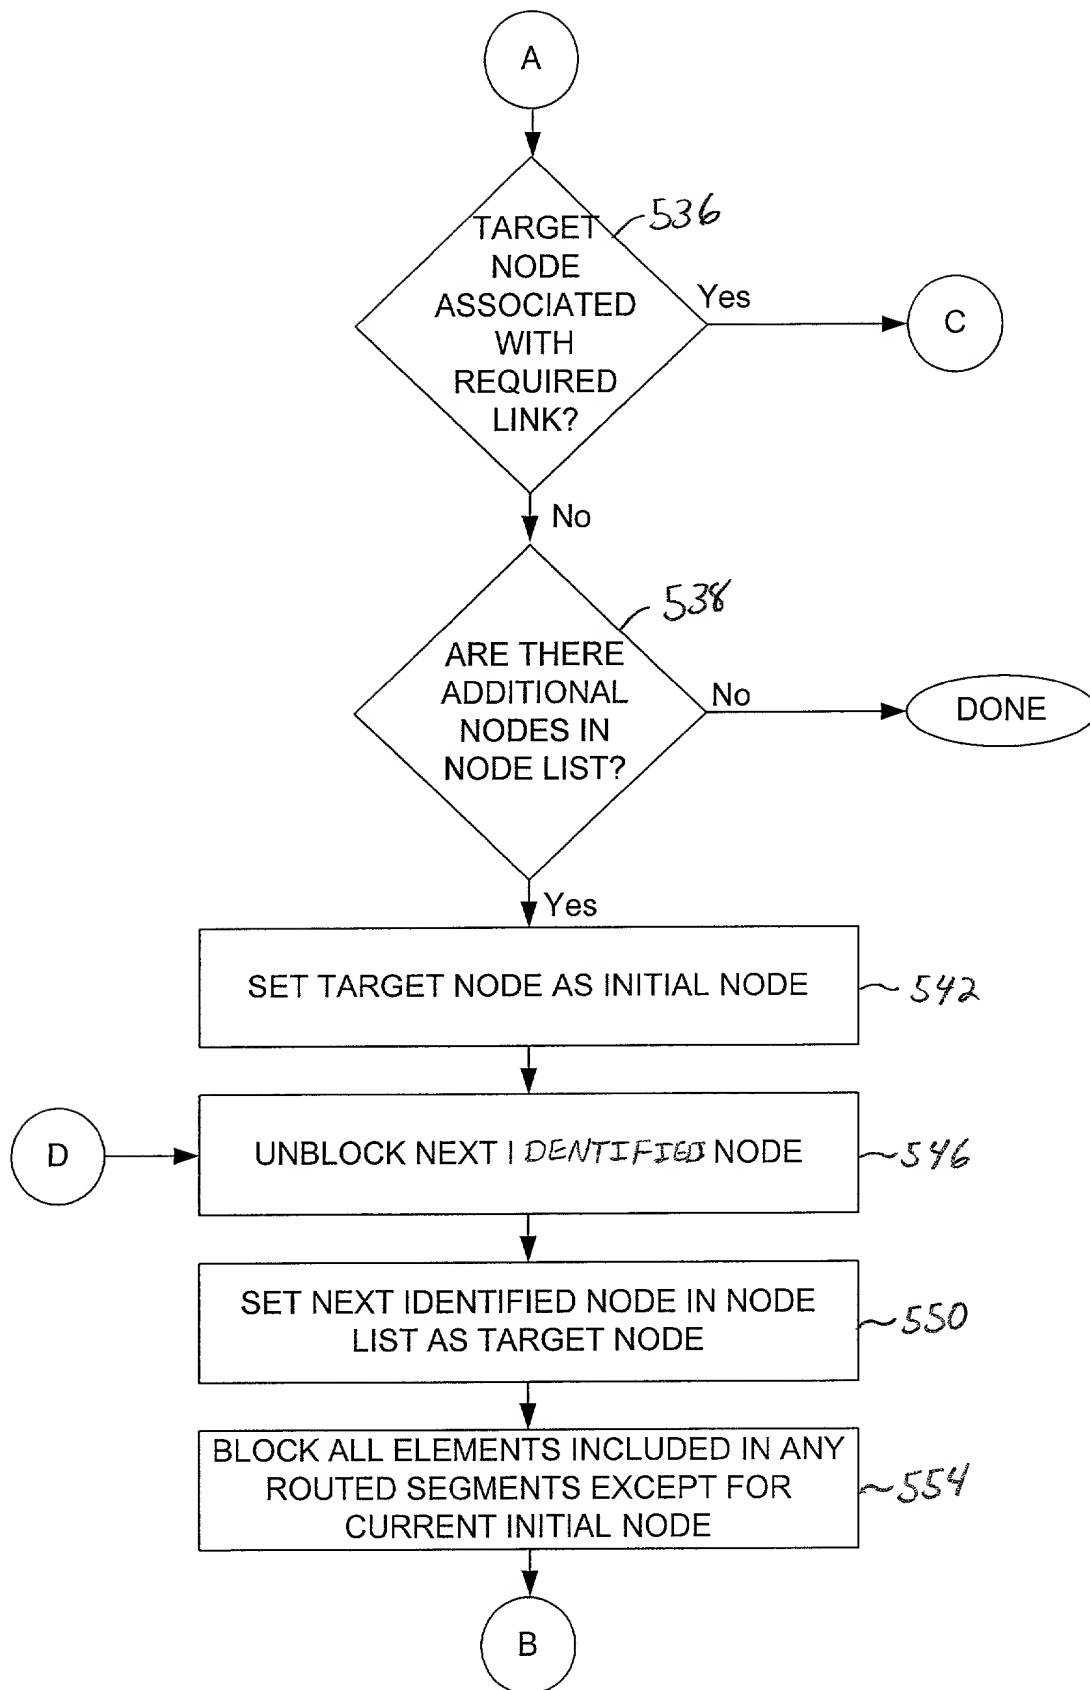 A
TARGET
NODE
ASSOCIATED
WITH
REQUIRED
LINK?
536
Yes
C
No
ARE THERE
ADDITIONAL
NODES IN
NODE LIST?
538
No
DONE
Yes
SET TARGET NODE AS INITIAL NODE
542
D
UNBLOCK NEXT IDENTIFIED NODE
546
SET NEXT IDENTIFIED NODE IN NODE
LIST AS TARGET NODE
550
BLOCK ALL ELEMENTS INCLUDED IN ANY
ROUTED SEGMENTS EXCEPT FOR
CURRENT INITIAL NODE
554
B